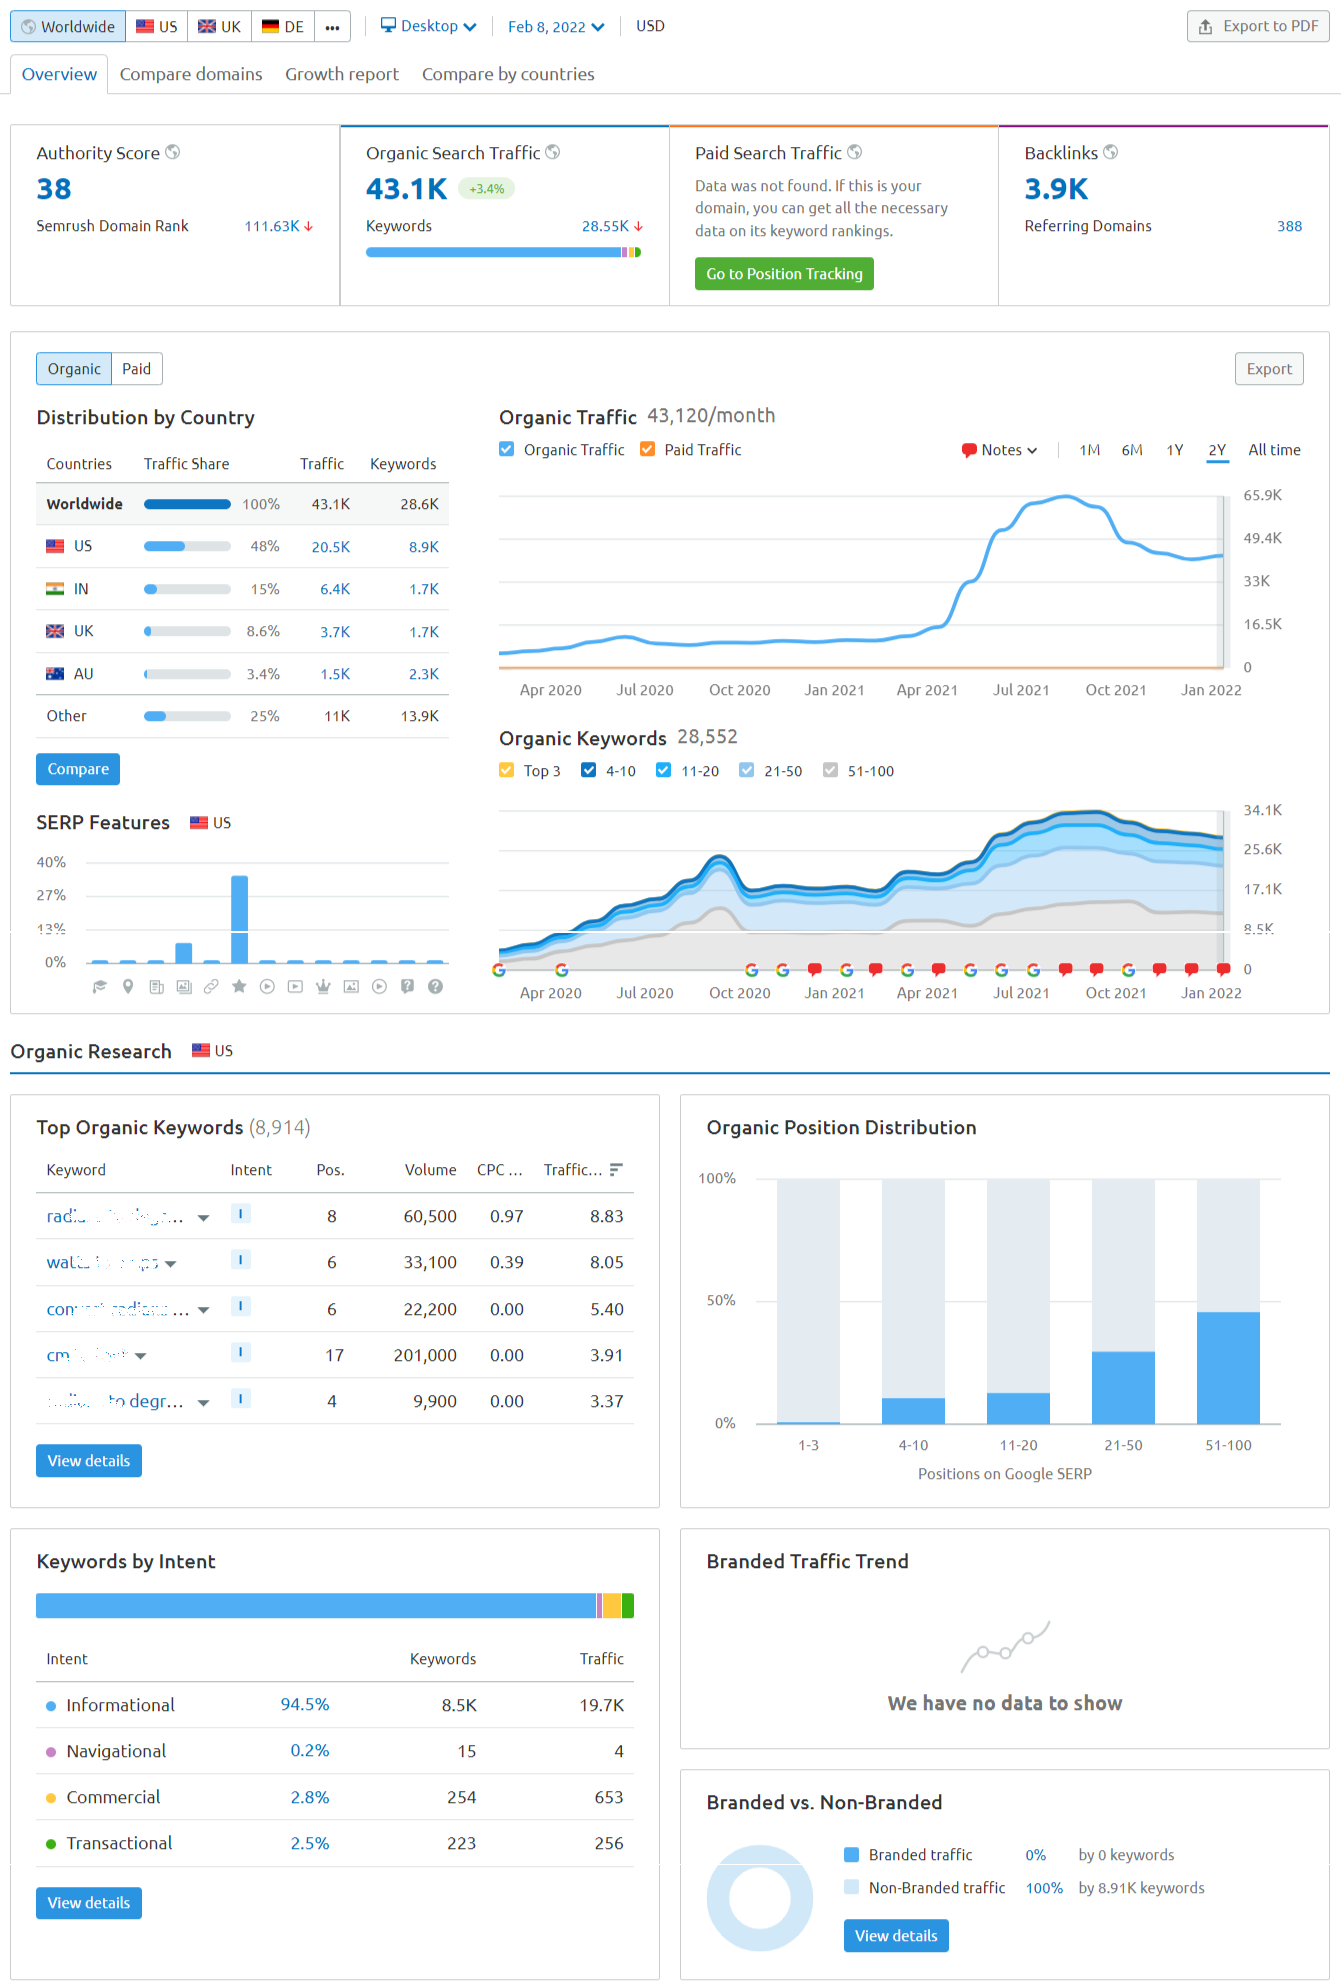 Worldwide US UK DE ••• Desktop Feb 8, 2022 USD Export to PDF
Overview Compare domains Growth report Compare by countries
Authority Score
38
Semrush Domain Rank 111.63K ↓
Organic Search Traffic
43.1K +3.4%
Keywords 28.55K ↓
Paid Search Traffic
Data was not found. If this is your
domain, you can get all the necessary
data on its keyword rankings.
Go to Position Tracking
Backlinks
3.9K
Referring Domains 388
Organic Paid Export
Distribution by Country
Countries Traffic Share Traffic Keywords
Worldwide 100% 43.1K 28.6K
US 48% 20.5K 8.9K
IN 15% 6.4K 1.7K
UK 8.6% 3.7K 1.7K
AU 3.4% 1.5K 2.3K
Other 25% 11K 13.9K
Compare
Organic Traffic 43,120/month
Organic Traffic Paid Traffic Notes 1M 6M 1Y 2Y All time
65.9K
49.4K
33K
16.5K
0
Apr 2020 Jul 2020 Oct 2020 Jan 2021 Apr 2021 Jul 2021 Oct 2021 Jan 2022
Organic Keywords 28,552
Top 3 4-10 11-20 21-50 51-100
34.1K
25.6K
17.1K
8.5K
0
Apr 2020 Jul 2020 Oct 2020 Jan 2021 Apr 2021 Jul 2021 Oct 2021 Jan 2022
SERP Features US
40%
27%
13%
0%
Organic Research US
Top Organic Keywords (8,914)
Keyword Intent Pos. Volume CPC ... Traffic...
I 8 60,500 0.97 8.83
I 6 33,100 0.39 8.05
I 6 22,200 0.00 5.40
I 17 201,000 0.00 3.91
to degr... I 4 9,900 0.00 3.37
View details
Organic Position Distribution
100%
50%
0%
1-3 4-10 11-20 21-50 51-100
Positions on Google SERP
Keywords by Intent
Intent Keywords Traffic
Informational 94.5% 8.5K 19.7K
Navigational 0.2% 15 4
Commercial 2.8% 254 653
Transactional 2.5% 223 256
View details
Branded Traffic Trend
We have no data to show
Branded vs. Non-Branded
Branded traffic 0% by 0 keywords
Non-Branded traffic 100% by 8.91K keywords
View details